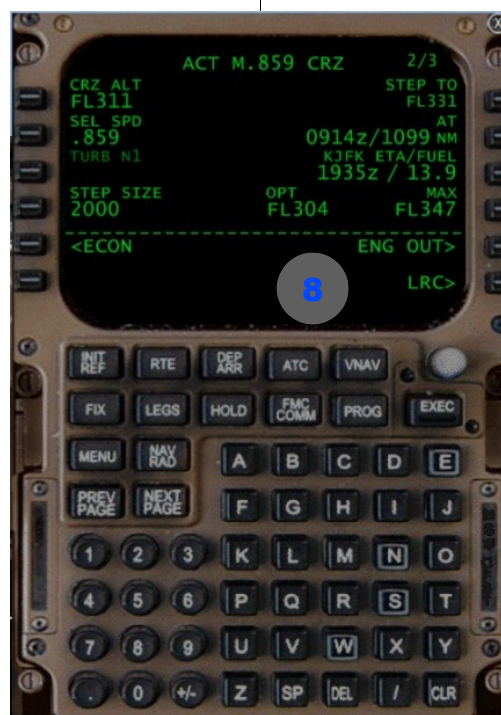 ACT M.859 CRZ 2/3
CRZ ALT STEP TO
FL311 FL331
SEL SPD AT
.859 0914z/1099 NM
TURB N1 KJFK ETA/FUEL
1935z / 13.9
STEP SIZE OPT MAX
2000 FL304 FL347
<ECON ENG OUT>
8
LRC>
INIT REF RTE DEP ARR ATC VNAV
FIX LEGS HOLD FMC COMM PROG EXEC
MENU NAV RAD A B C D E
PREV PAGE NEXT PAGE F G H I J
1 2 3 K L M N O
4 5 6 P Q R S T
7 8 9 U V W X Y
. 0 +/- Z SP DEL / CLR